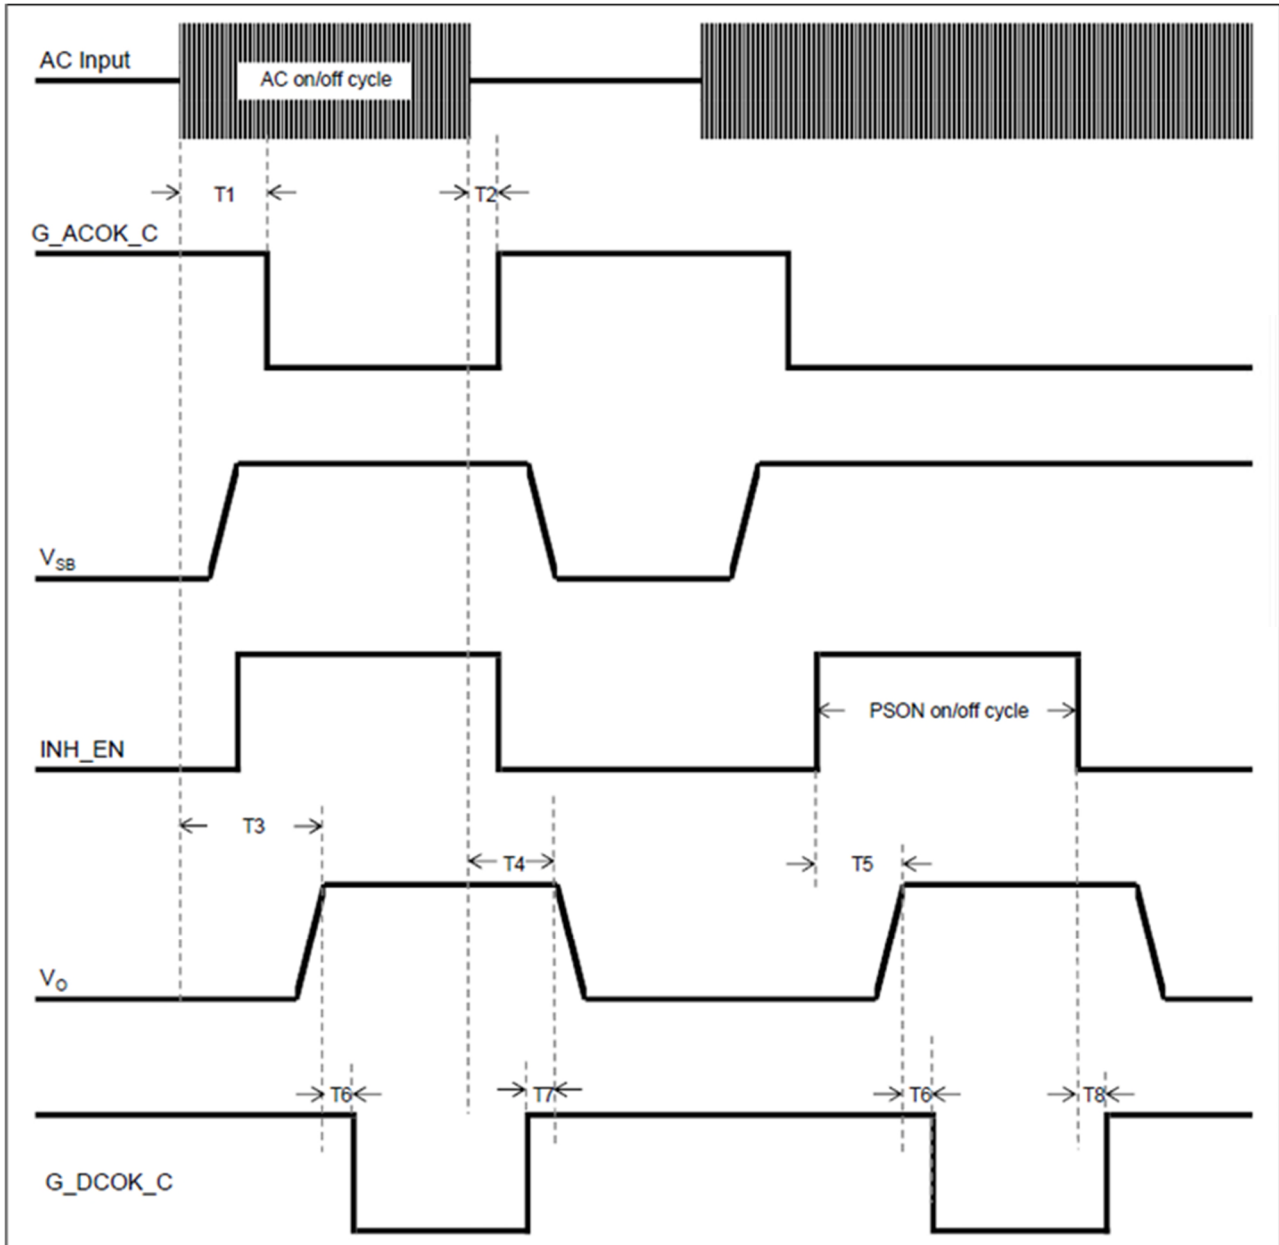 AC Input
AC on/off cycle
T1
T2
G_ACOK_C
VSB
PSON on/off cycle
INH_EN
T3
T4
T5
VO
T6
T7
T6
T8
G_DCOK_C